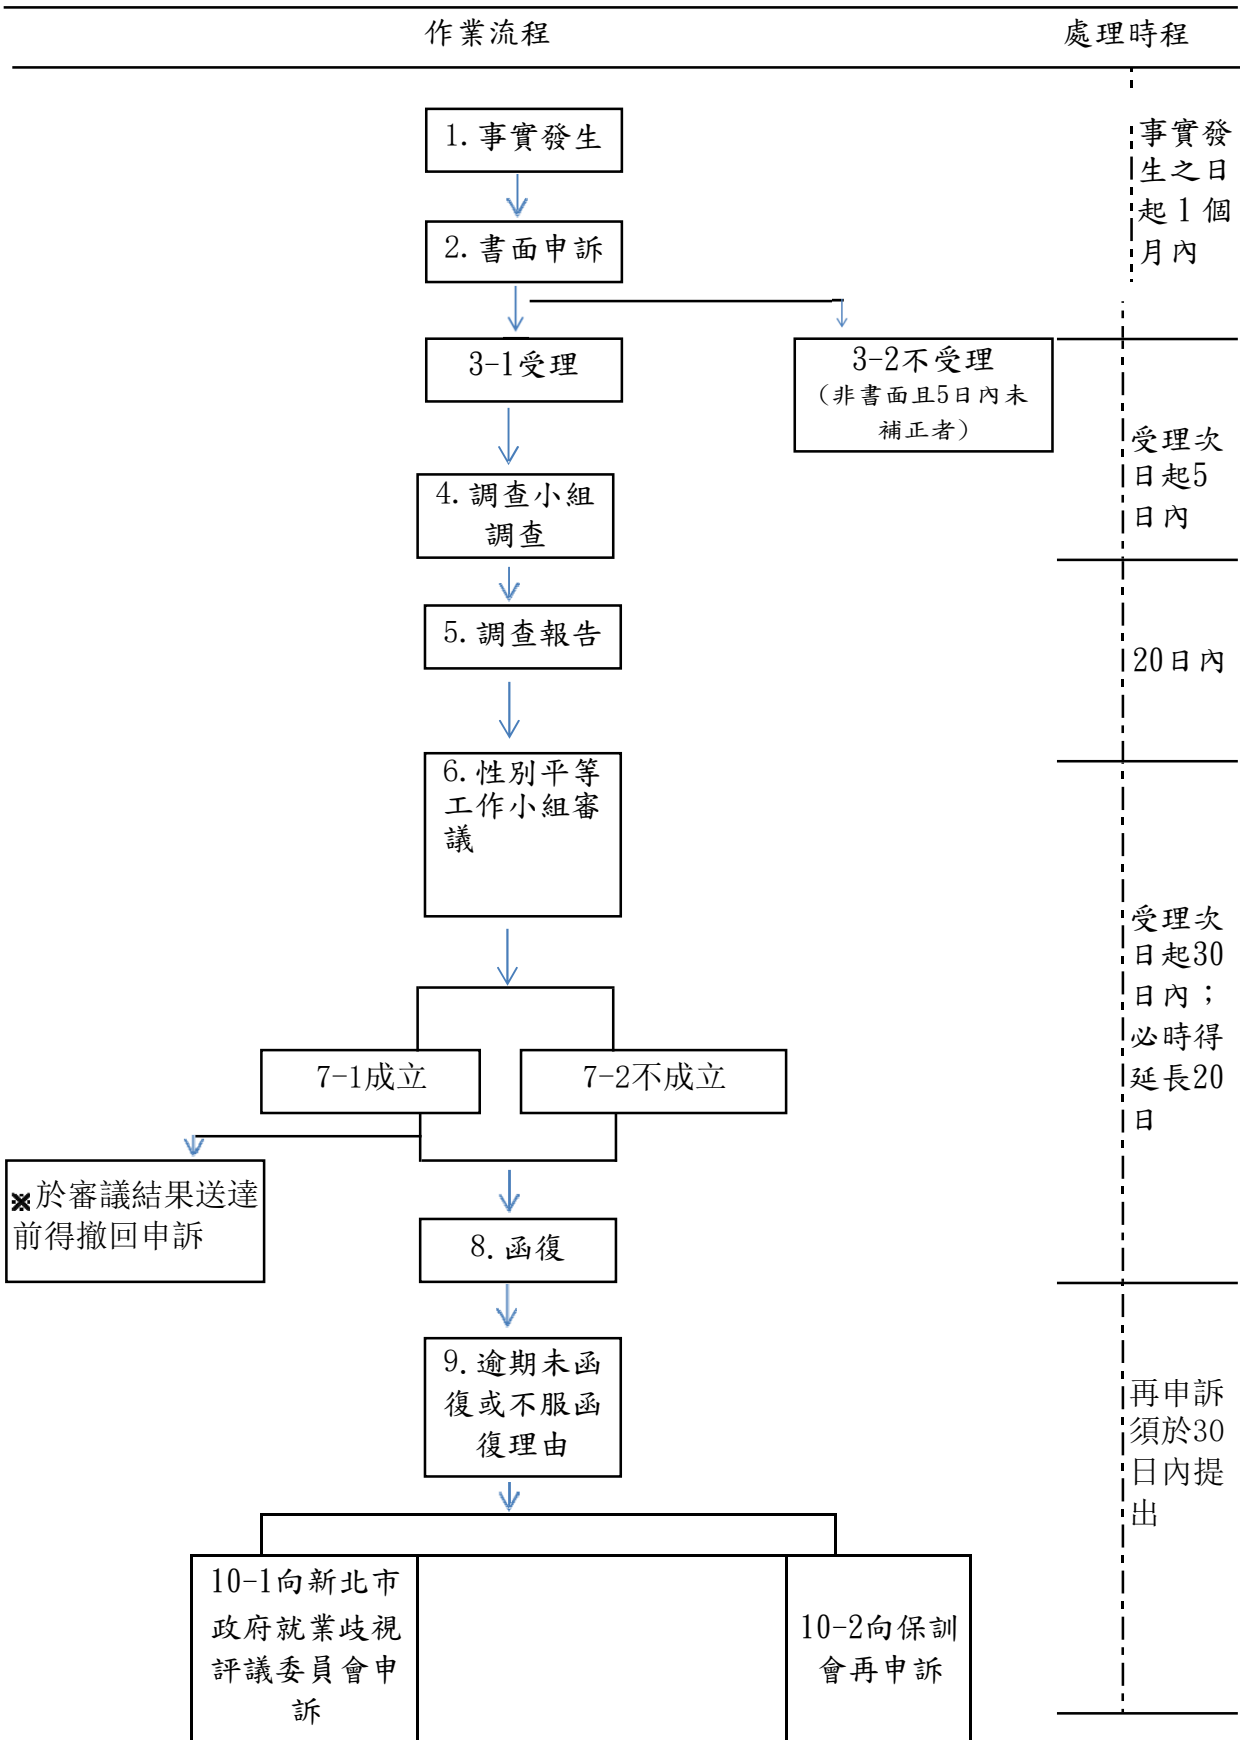 作業流程
處理時程
1.事實發生
事實發
生之日
起1個
月內
2.書面申訴
3-1受理
3-2不受理
（非書面且5日內未
補正者）
受理次
日起5
日內
4.調查小組
調查
5.調查報告
20日內
6.性別平等
工作小組審
議
受理次
日起30
日內；
必時得
延長20
日
7-1成立
7-2不成立
※於審議結果送達
前得撤回申訴
8.函復
9.逾期未函
復或不服函
復理由
再申訴
須於30
日內提
出
10-1向新北市
政府就業歧視
評議委員會申
訴
10-2向保訓
會再申訴